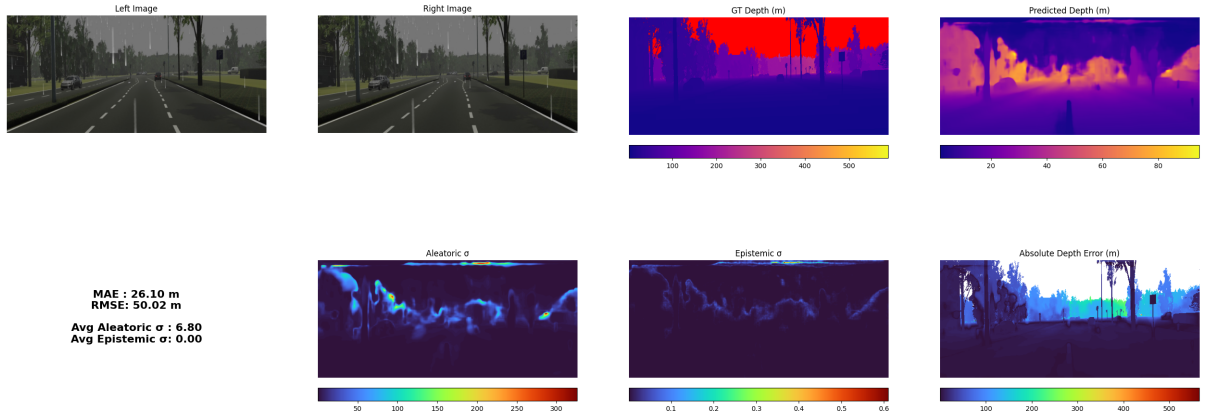 Left Image
Right Image
GT Depth (m)
Predicted Depth (m)
100 200 300 400 500
20 40 60 80
MAE : 26.10 m
RMSE: 50.02 m
Avg Aleatoric σ : 6.80
Avg Epistemic σ: 0.00
Aleatoric σ
Epistemic σ
Absolute Depth Error (m)
50 100 150 200 250 300
0.1 0.2 0.3 0.4 0.5 0.6
100 200 300 400 500